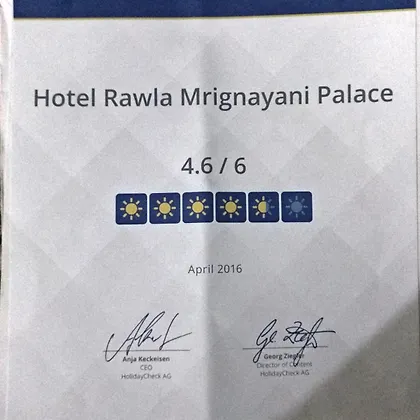 Hotel Rawla Mrignayani Palace
4.6 / 6
April 2016
Anja Keckeisen
CEO
HolidayCheck AG
Georg Ziegler
Director of Content
HolidayCheck AG